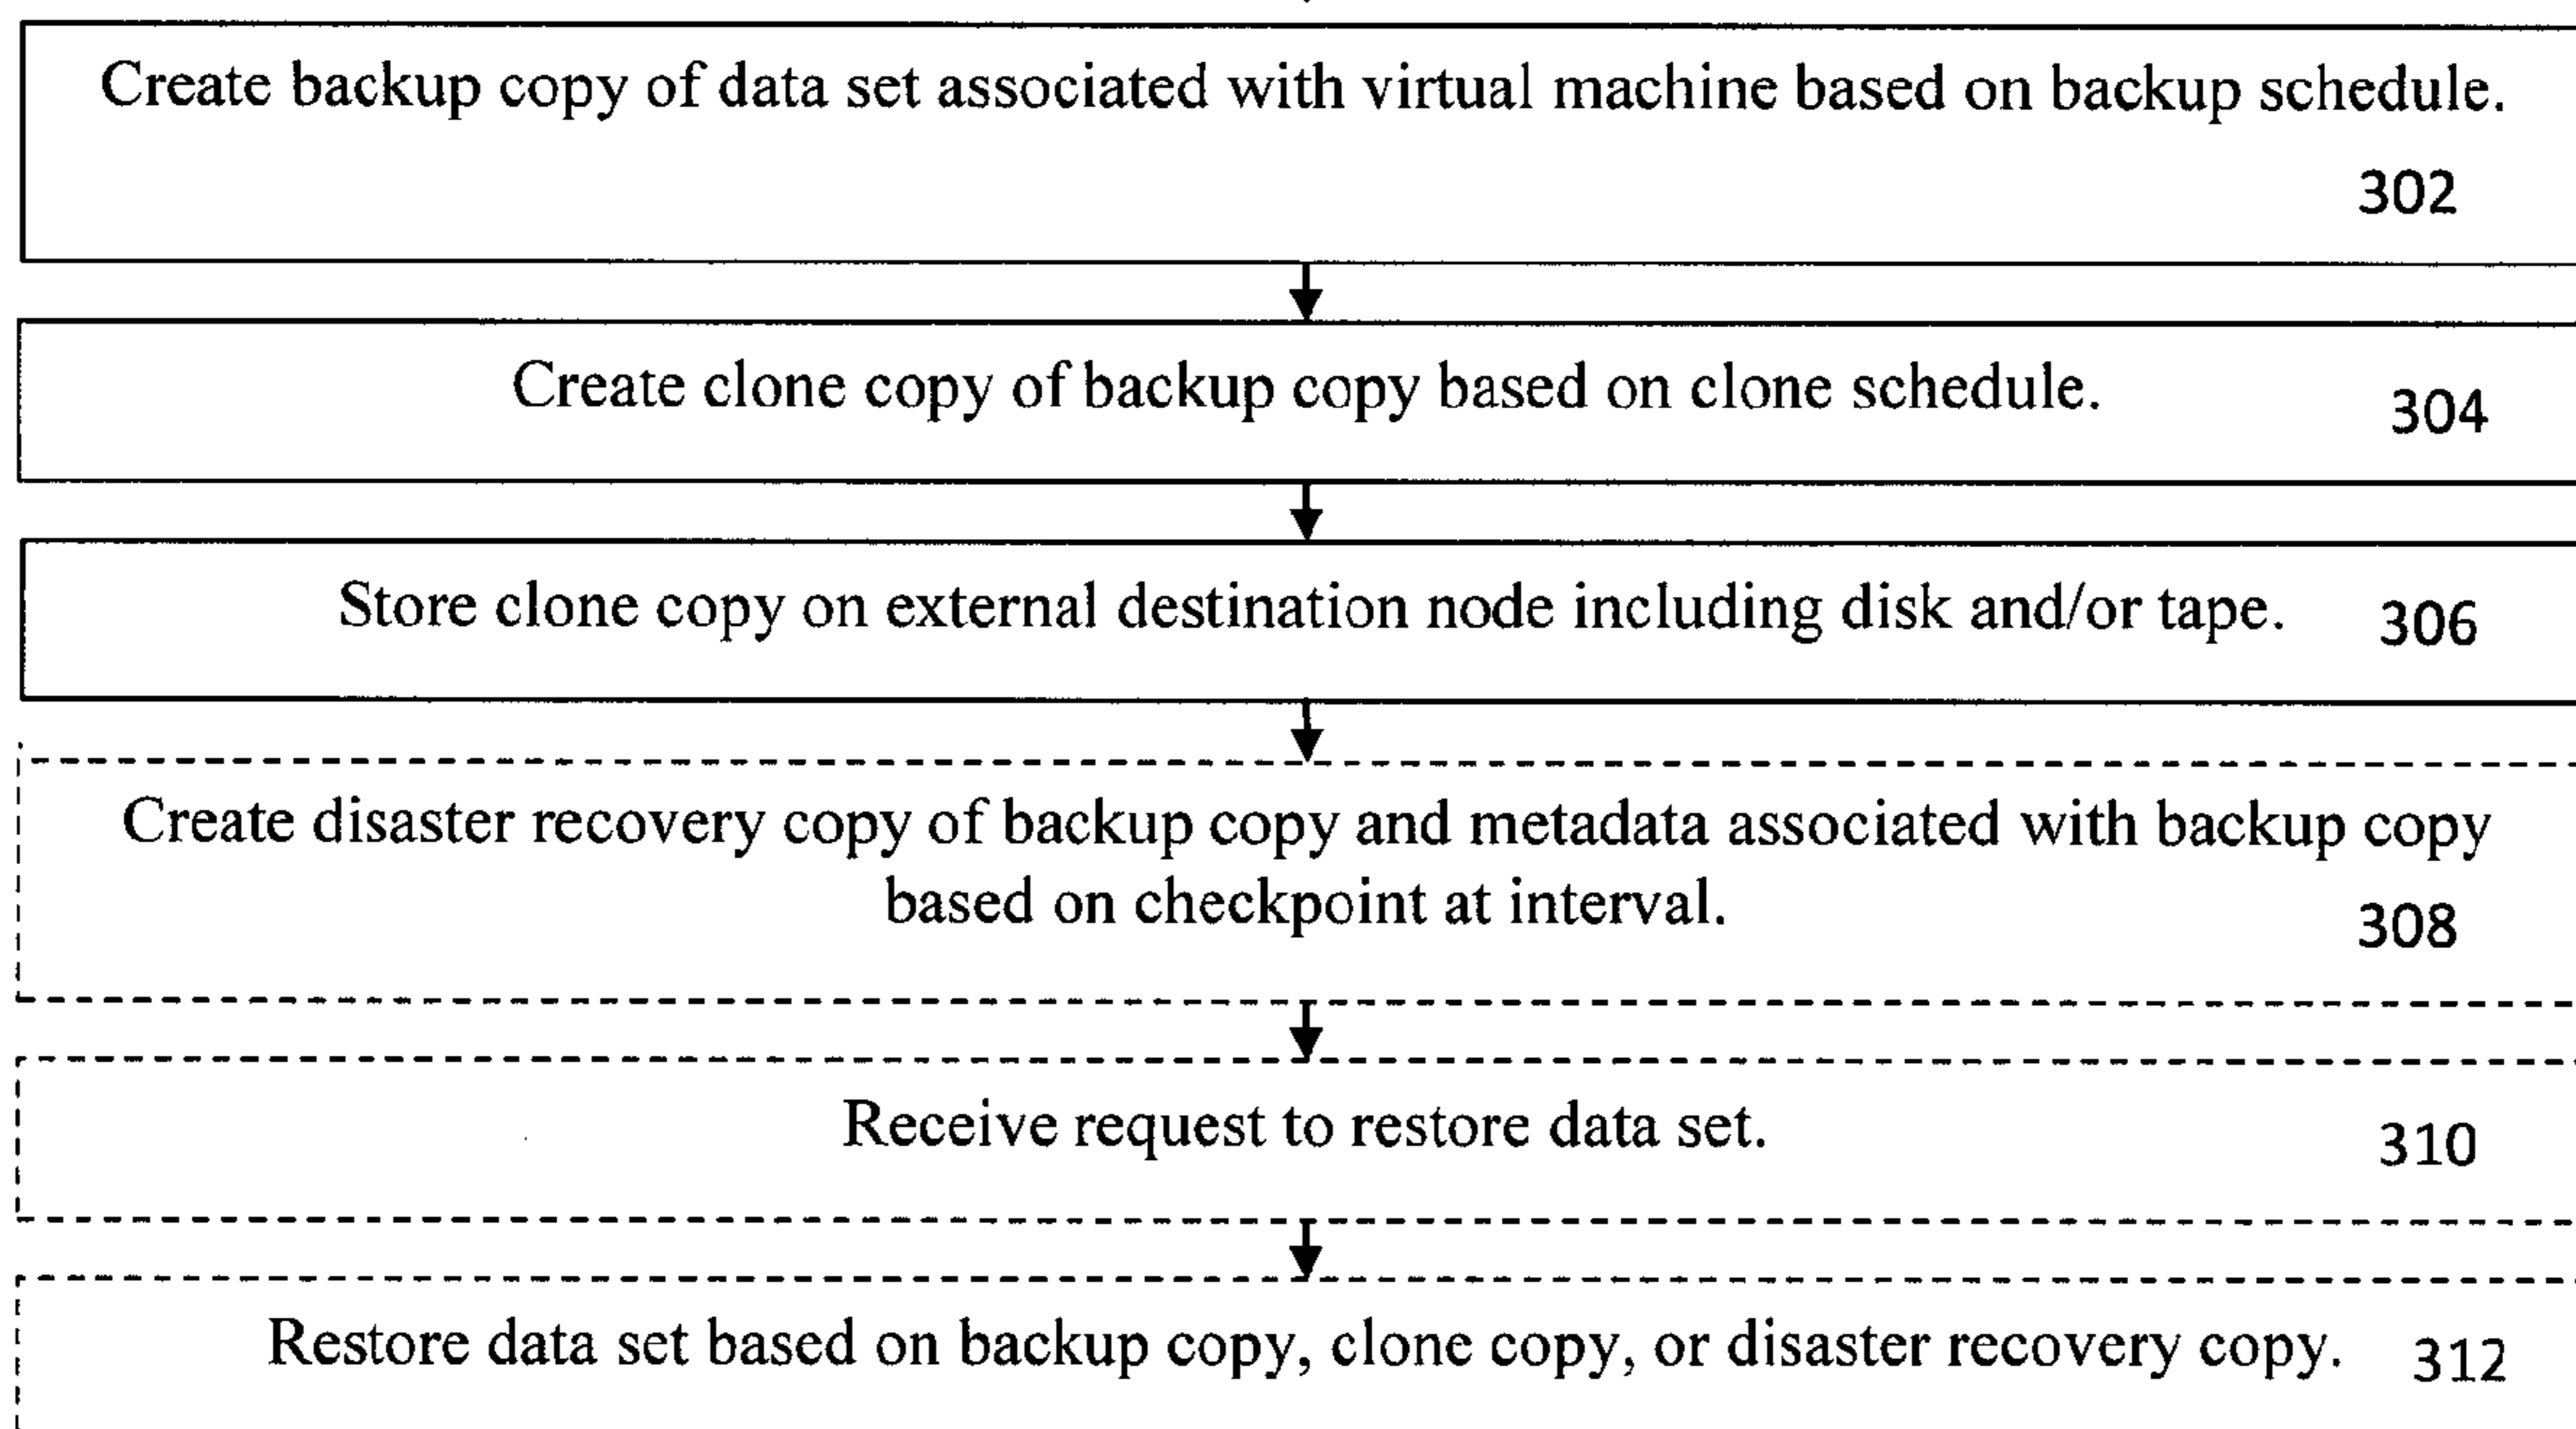 Create backup copy of data set associated with virtual machine based on backup schedule.
302
Create clone copy of backup copy based on clone schedule.
304
Store clone copy on external destination node including disk and/or tape.
306
Create disaster recovery copy of backup copy and metadata associated with backup copy
based on checkpoint at interval.
308
Receive request to restore data set.
310
Restore data set based on backup copy, clone copy, or disaster recovery copy.
312